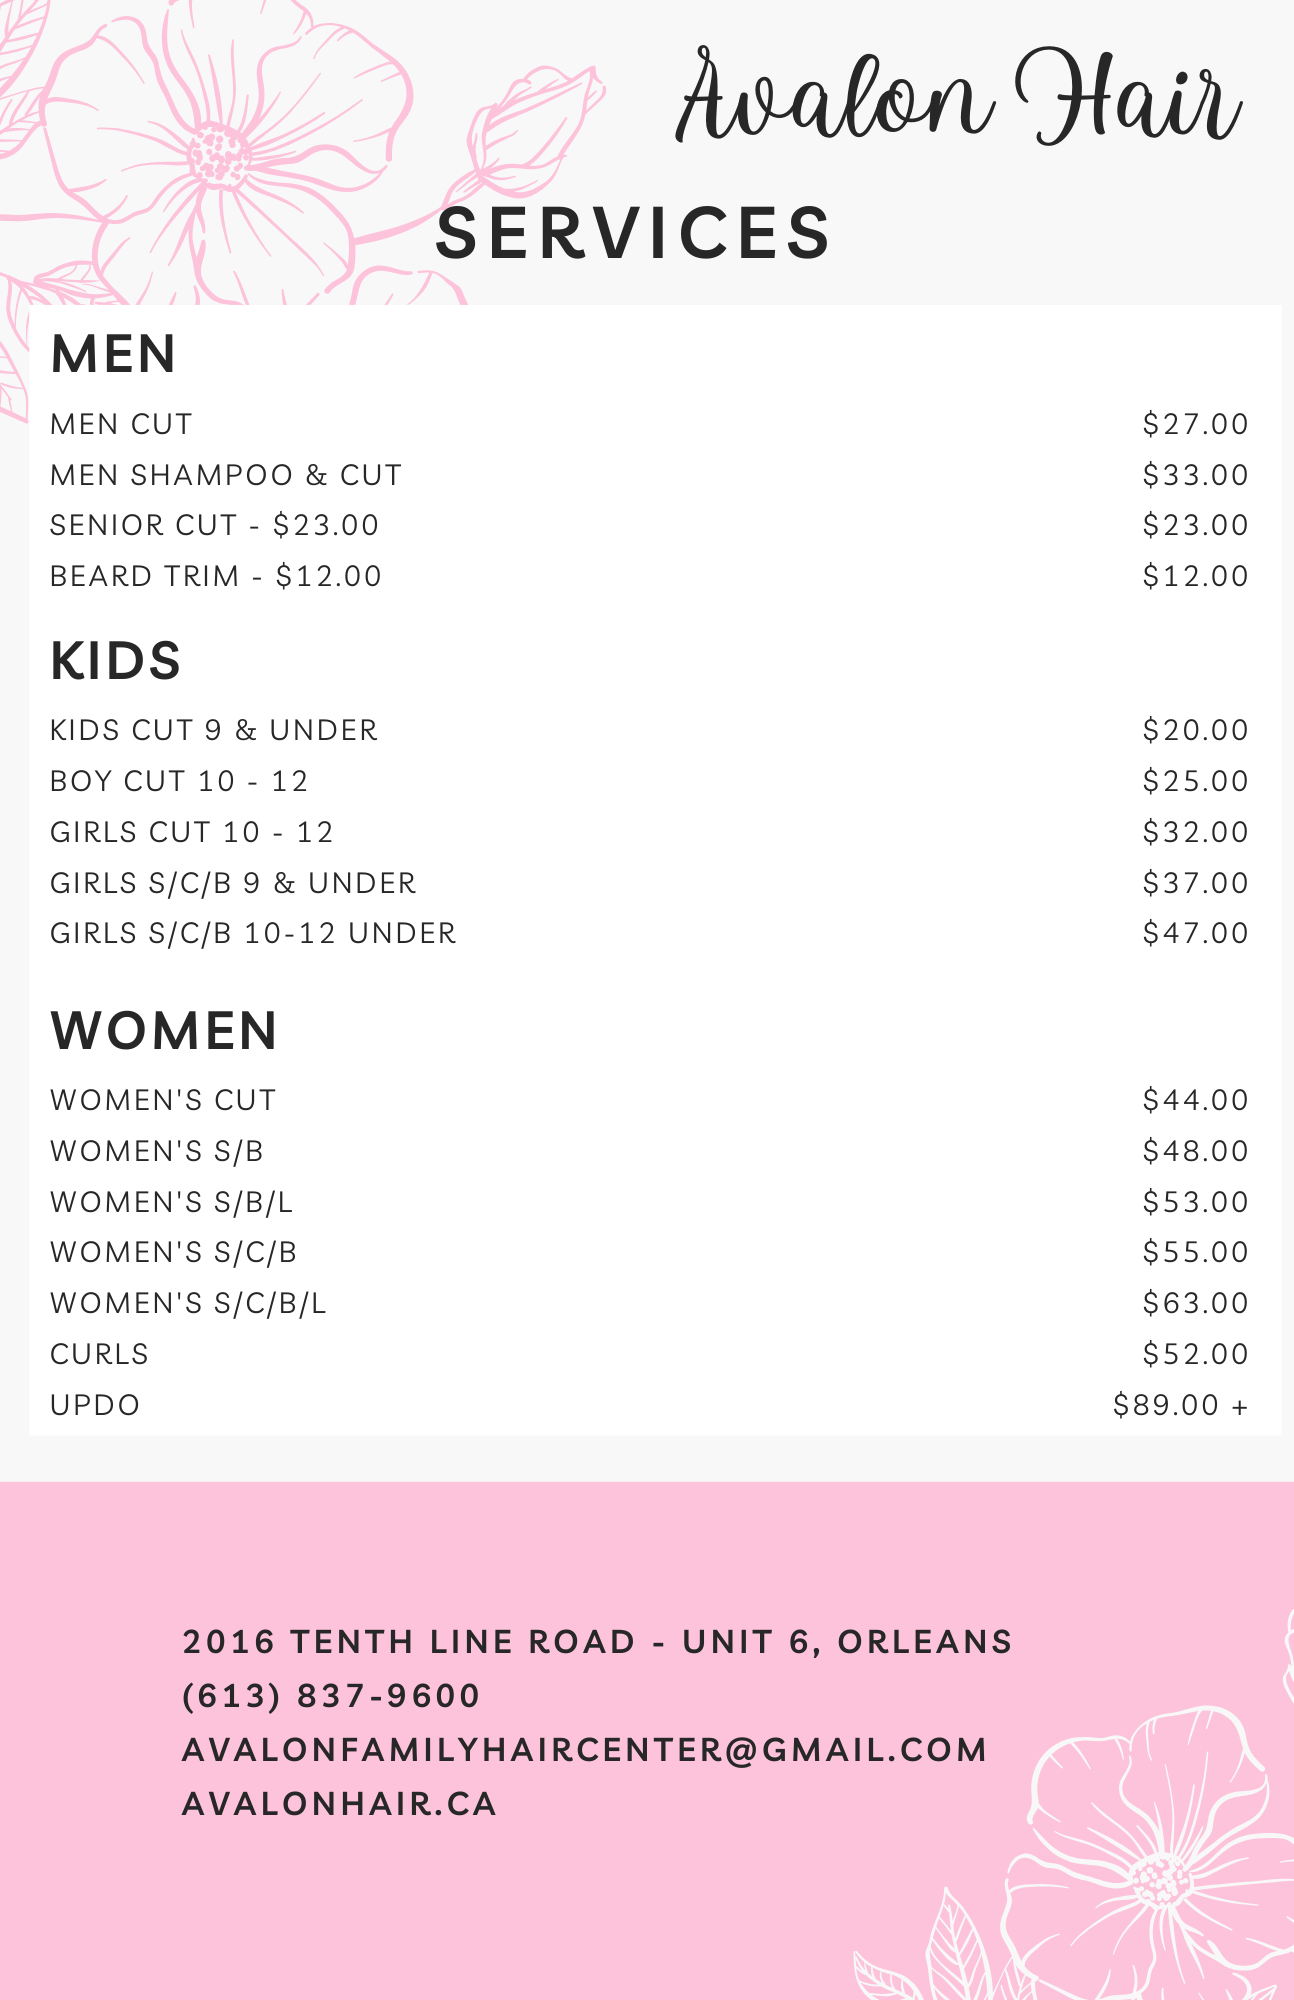 Avalon Hair
SERVICES
MEN
MEN CUT $27.00
MEN SHAMPOO & CUT $33.00
SENIOR CUT - $23.00 $23.00
BEARD TRIM - $12.00 $12.00
KIDS
KIDS CUT 9 & UNDER $20.00
BOY CUT 10 - 12 $25.00
GIRLS CUT 10 - 12 $32.00
GIRLS S/C/B 9 & UNDER $37.00
GIRLS S/C/B 10-12 UNDER $47.00
WOMEN
WOMEN'S CUT $44.00
WOMEN'S S/B $48.00
WOMEN'S S/B/L $53.00
WOMEN'S S/C/B $55.00
WOMEN'S S/C/B/L $63.00
CURLS $52.00
UPDO $89.00 +
2016 TENTH LINE ROAD - UNIT 6, ORLEANS
(613) 837-9600
AVALONFAMILYHAIRCENTER@GMAIL.COM
AVALONHAIR.CA